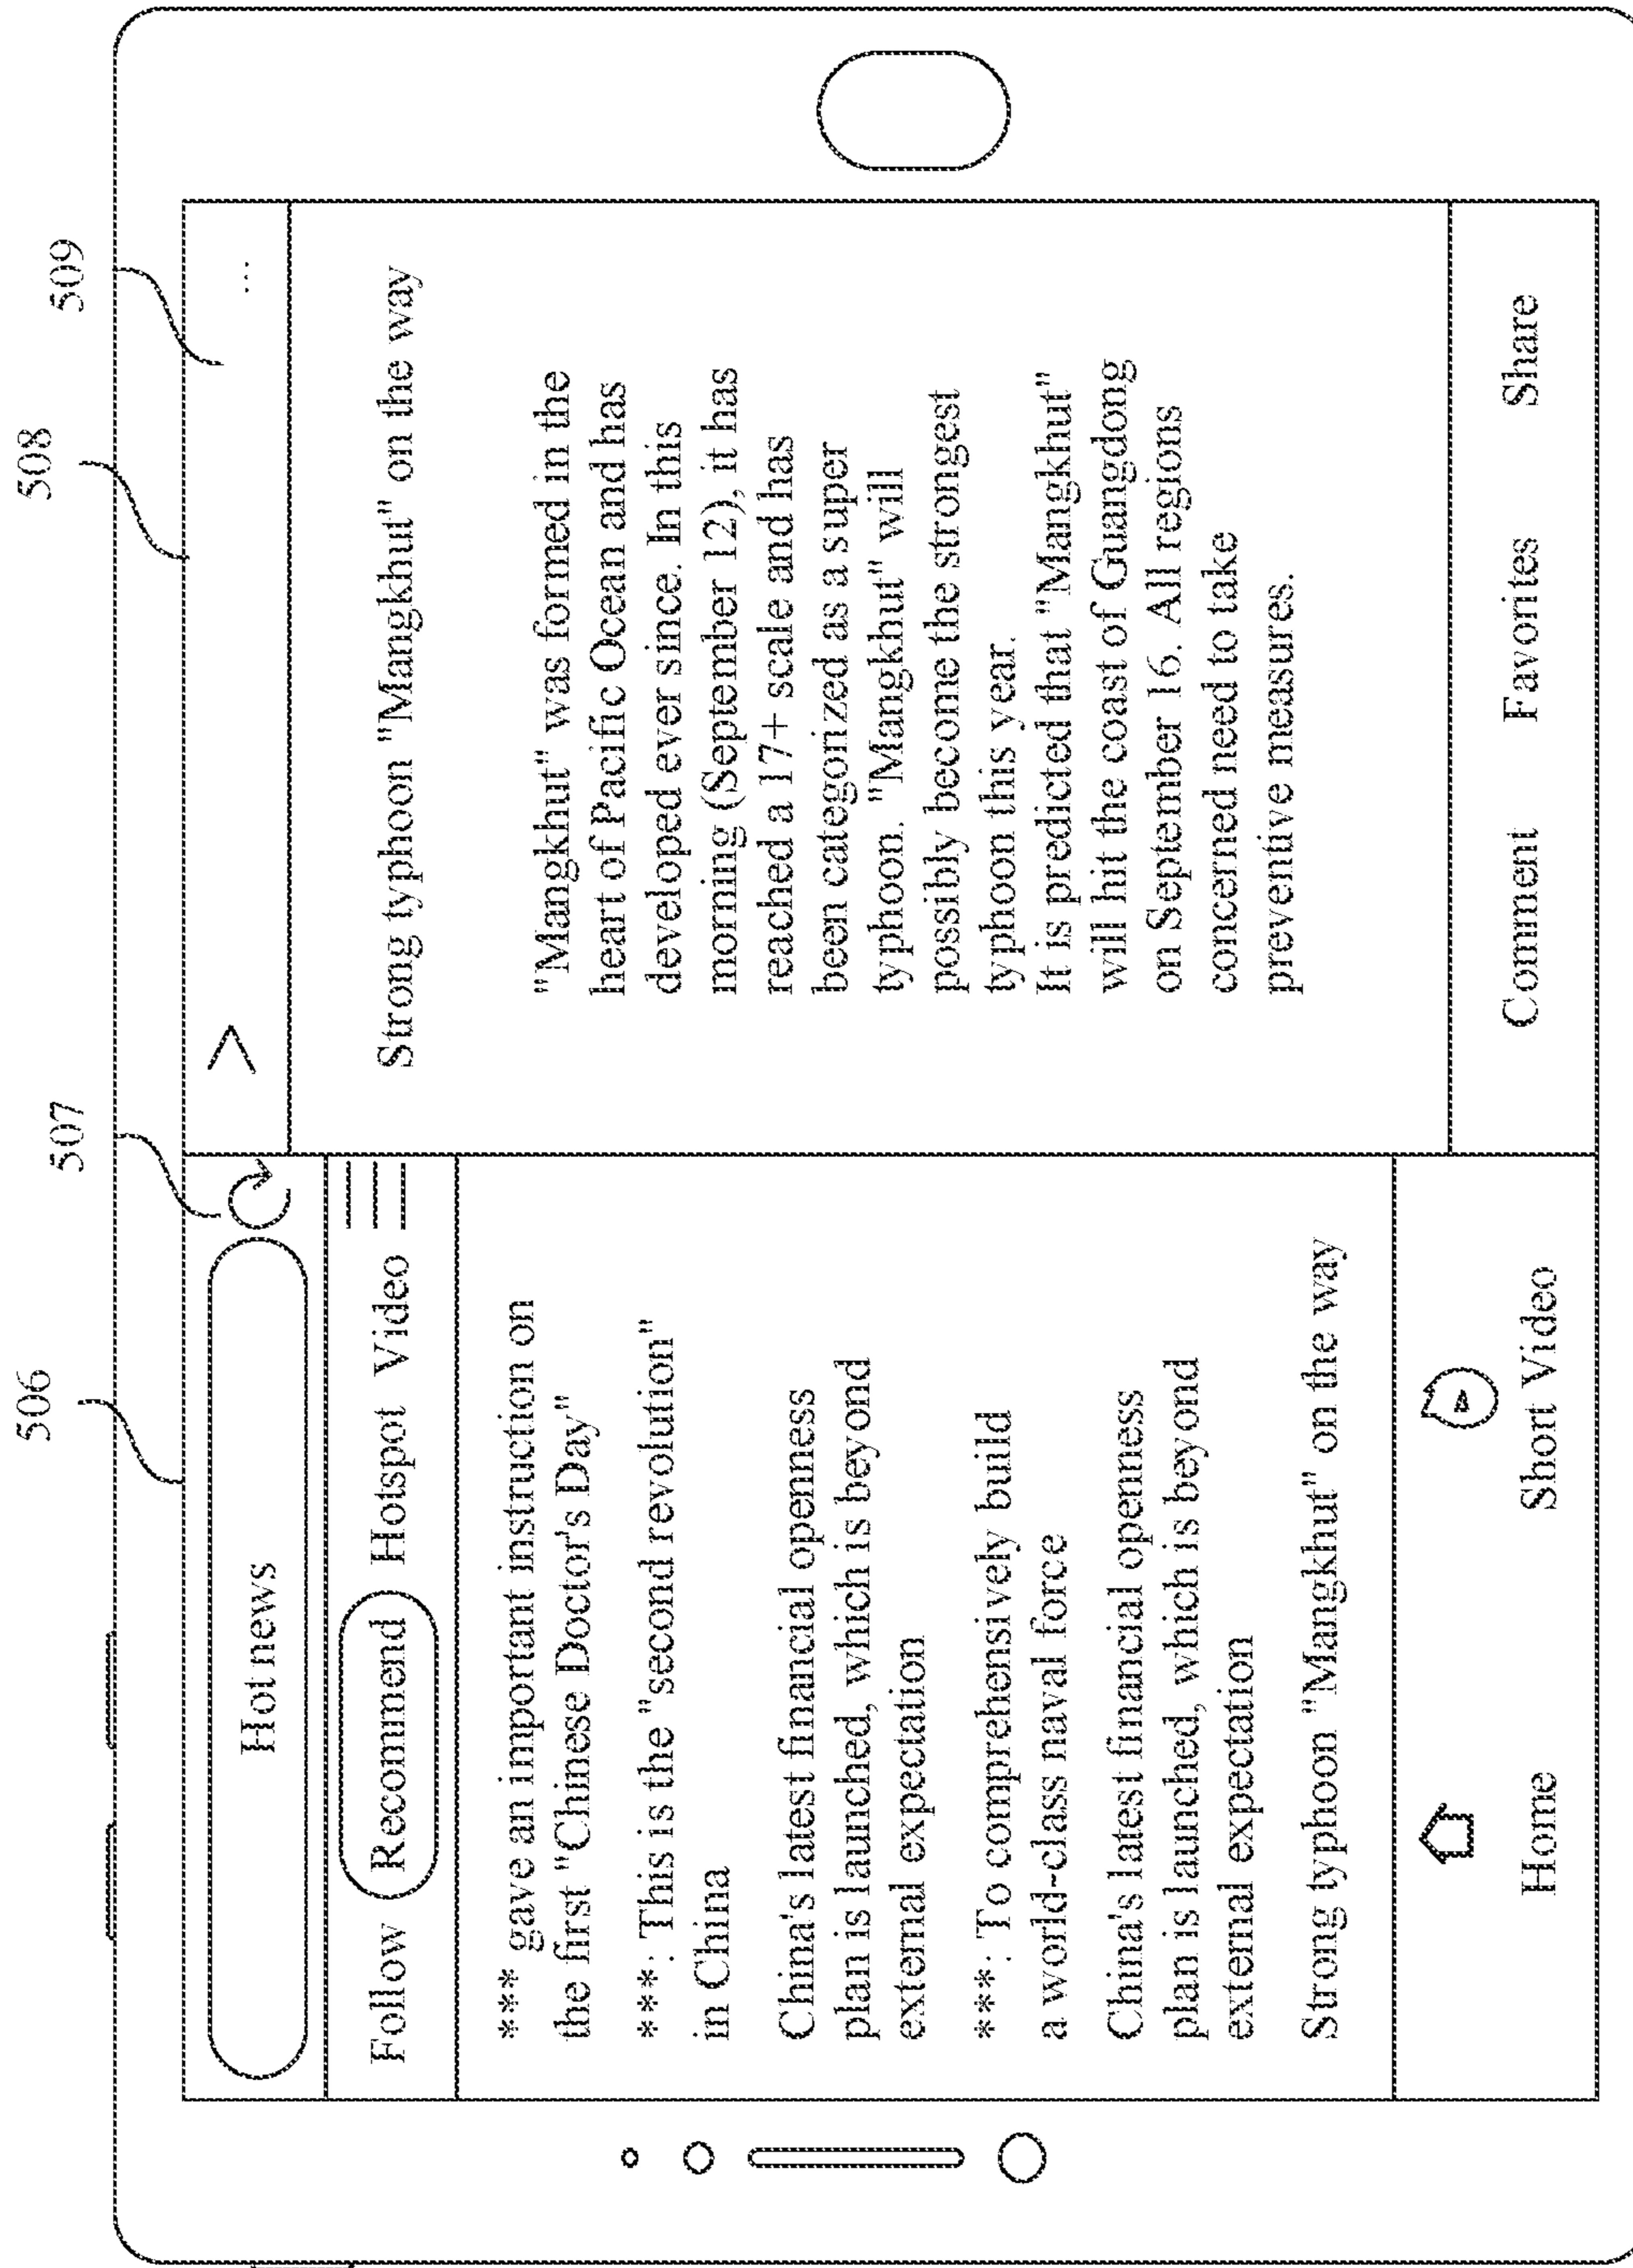 506
507
508
509
Hot news
Follow Recommend Hotspot Video
*** gave an important instruction on
the first "Chinese Doctor's Day"
***: This is the "second revolution"
in China
China's latest financial openness
plan is launched, which is beyond
external expectation
***: To comprehensively build
a world-class naval force
China's latest financial openness
plan is launched, which is beyond
external expectation
Strong typhoon "Mangkhut" on the way
Home Short Video
...
Strong typhoon "Mangkhut" on the way
"Mangkhut" was formed in the
heart of Pacific Ocean and has
developed ever since. In this
morning (September 12), it has
reached a 17+ scale and has
been categorized as a super
typhoon. "Mangkhut" will
possibly become the strongest
typhoon this year.
It is predicted that "Mangkhut"
will hit the coast of Guangdong
on September 16. All regions
concerned need to take
preventive measures.
Comment Favorites Share